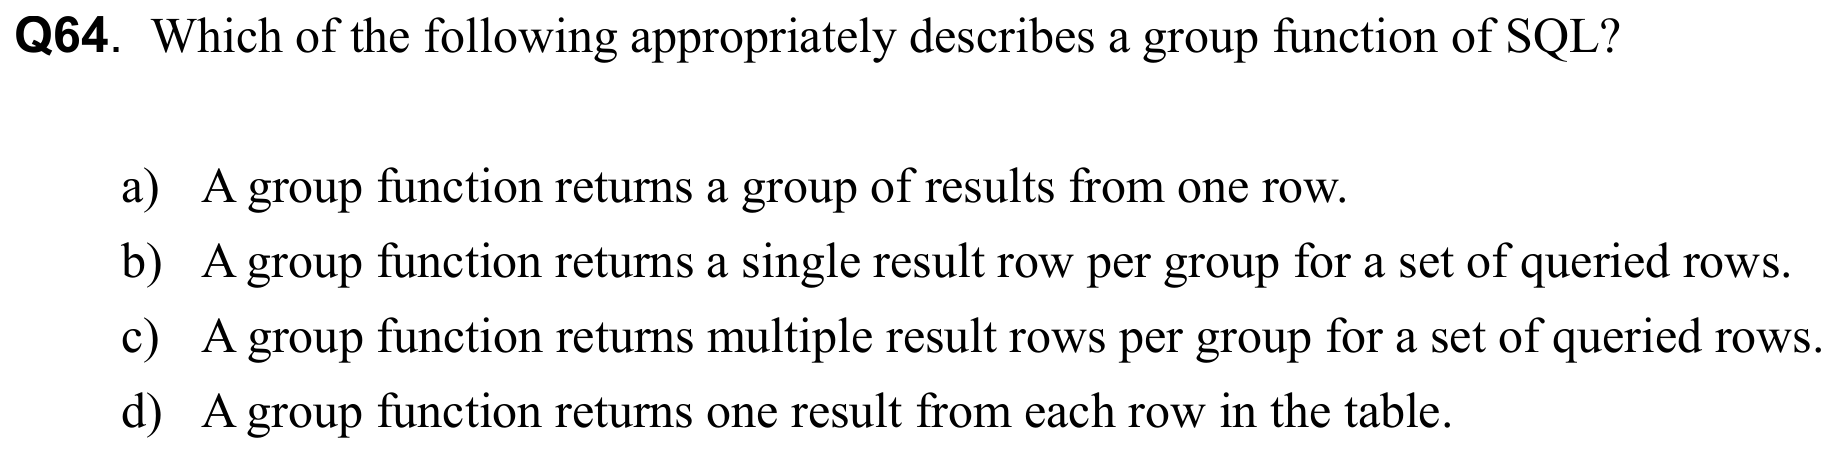 Q64. Which of the following appropriately describes a group function of SQL?
a) A group function returns a group of results from one row.
b) A group function returns a single result row per group for a set of queried rows.
c) A group function returns multiple result rows per group for a set of queried rows.
d) A group function returns one result from each row in the table.